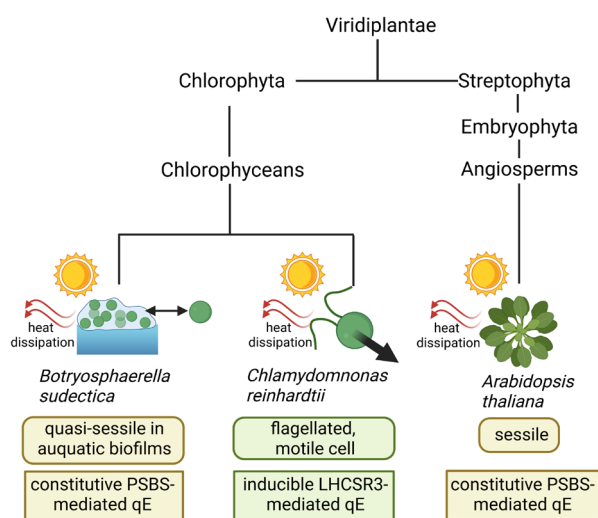 Viridiplantae
Chlorophyta
Streptophyta
Embryophyta
Chlorophyceans
Angiosperms
heat
dissipation
heat
dissipation
heat
dissipation
Botryosphaerella
sudectica
Chlamydomnonas
reinhardtii
Arabidopsis
thaliana
quasi-sessile in
auquatic biofilms
flagellated,
motile cell
sessile
constitutive PSBS-
mediated qE
inducible LHCSR3-
mediated qE
constitutive PSBS-
mediated qE